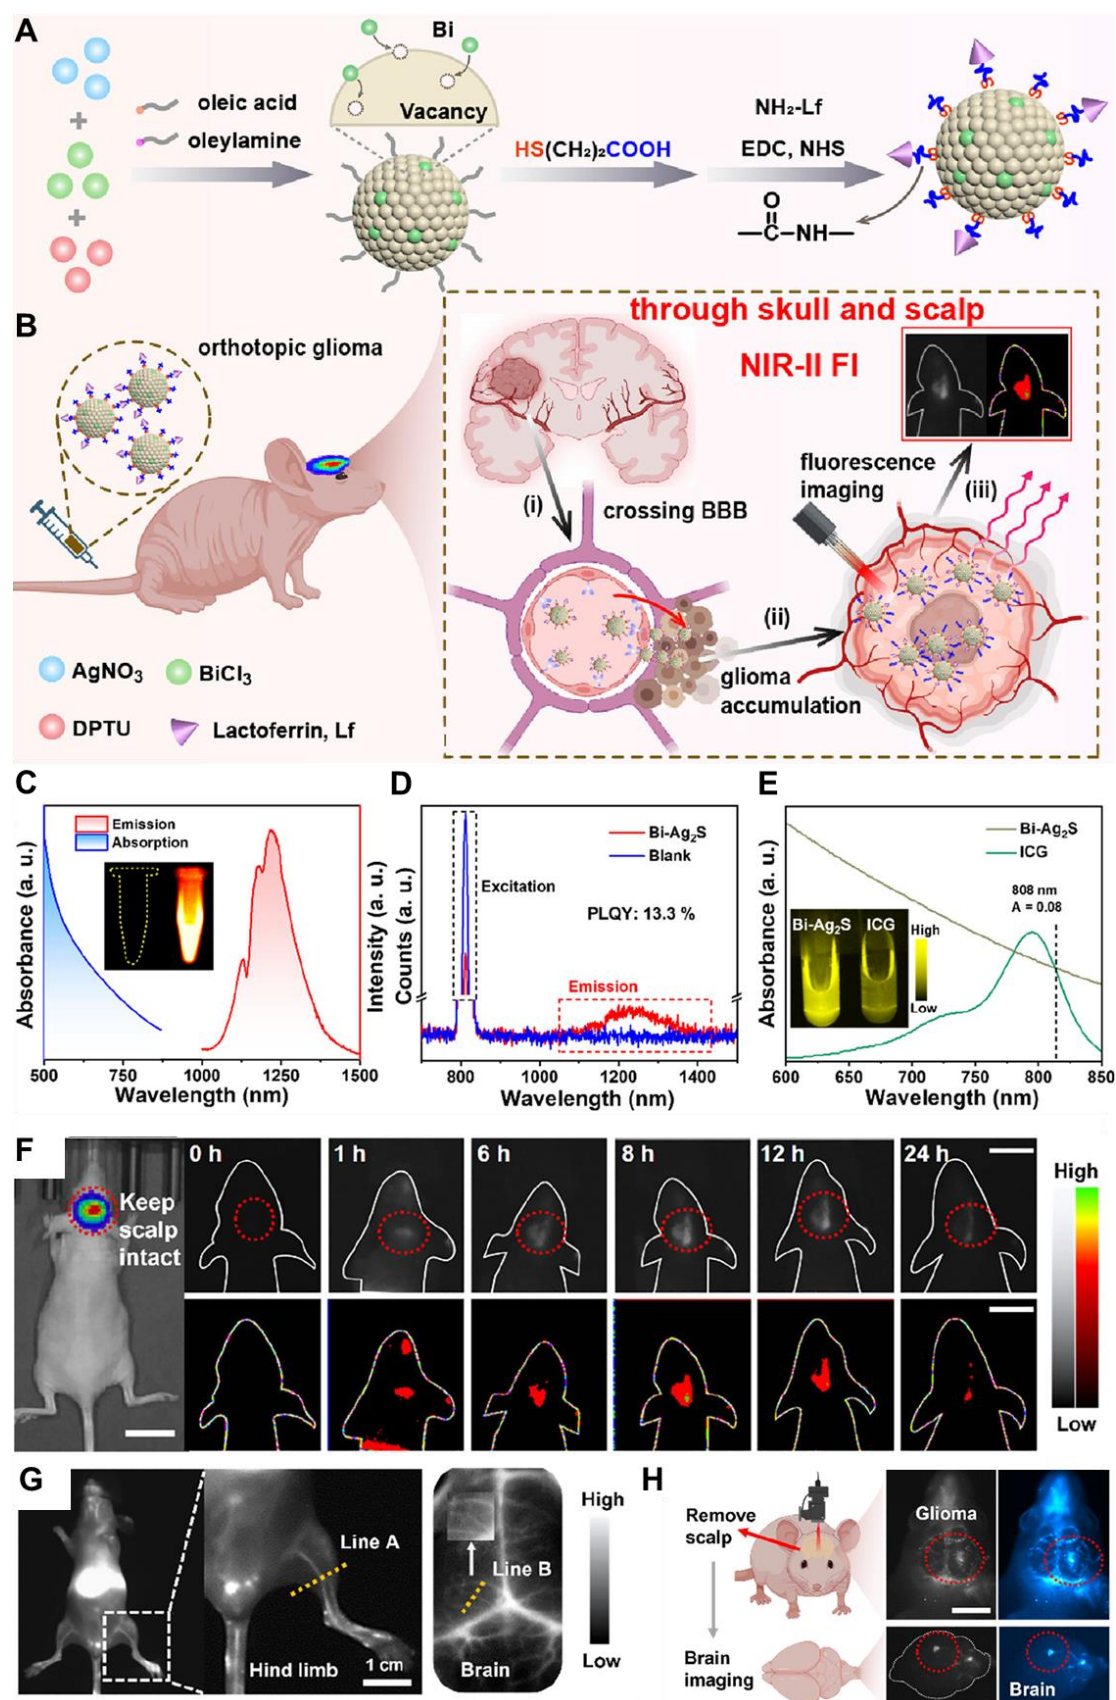 A
Bi
Vacancy
oleic acid
oleylamine
HS(CH₂)₂COOH
NH₂-Lf
EDC, NHS
O
C-NH
B
orthotopic glioma
through skull and scalp
NIR-II FI
fluorescence
imaging
(iii)
(i)
crossing BBB
(ii)
glioma
accumulation
AgNO₃
BiCl₃
DPTU
Lactoferrin, Lf
C
Emission
Absorption
Absorbance (a. u.)
Intensity (a. u.)
500
750
1000
1250
1500
Wavelength (nm)
D
Bi-Ag₂S
Blank
Excitation
PLQY: 13.3 %
Emission
Counts (a. u.)
800
1000
1200
1400
Wavelength (nm)
E
Bi-Ag₂S
ICG
808 nm
A = 0.08
Bi-Ag₂S
ICG
High
Low
Absorbance (a. u.)
600
650
700
750
800
850
Wavelength (nm)
F
Keep
scalp
intact
0 h
1 h
6 h
8 h
12 h
24 h
High
Low
G
Line A
Hind limb
1 cm
Line B
Brain
High
Low
H
Remove
scalp
Brain
imaging
Glioma
Brain